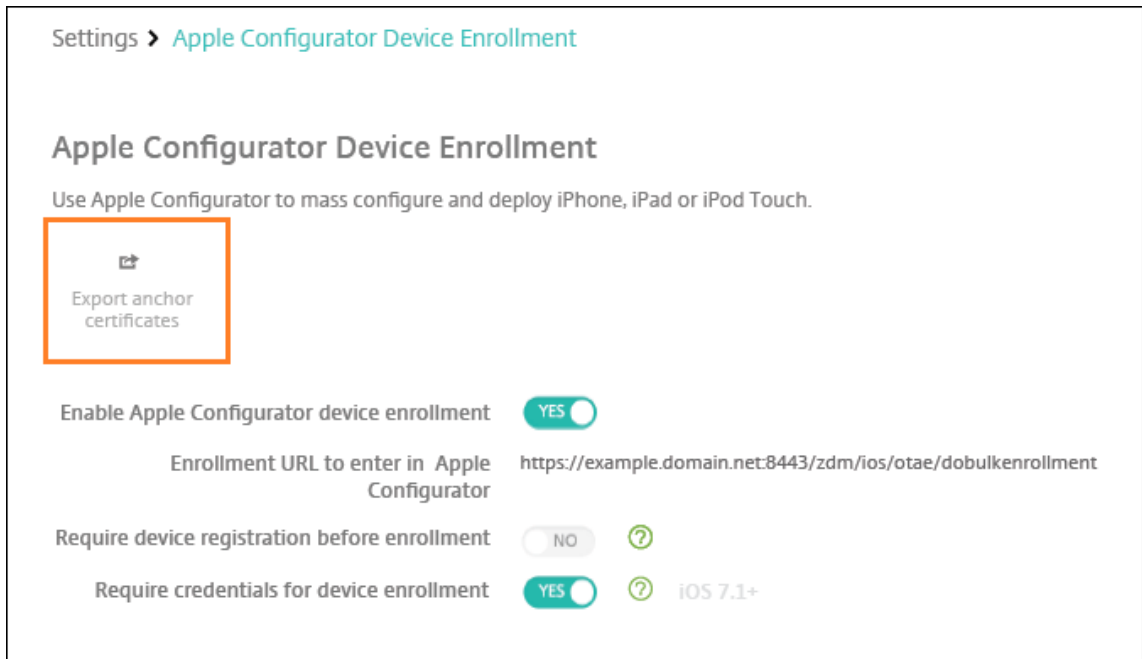 Settings > Apple Configurator Device Enrollment
Apple Configurator Device Enrollment
Use Apple Configurator to mass configure and deploy iPhone, iPad or iPod Touch.
Export anchor
certificates
Enable Apple Configurator device enrollment YES
Enrollment URL to enter in Apple https://example.domain.net:8443/zdm/ios/otae/dobulkenrollment
Configurator
Require device registration before enrollment NO ?
Require credentials for device enrollment YES ? iOS 7.1+